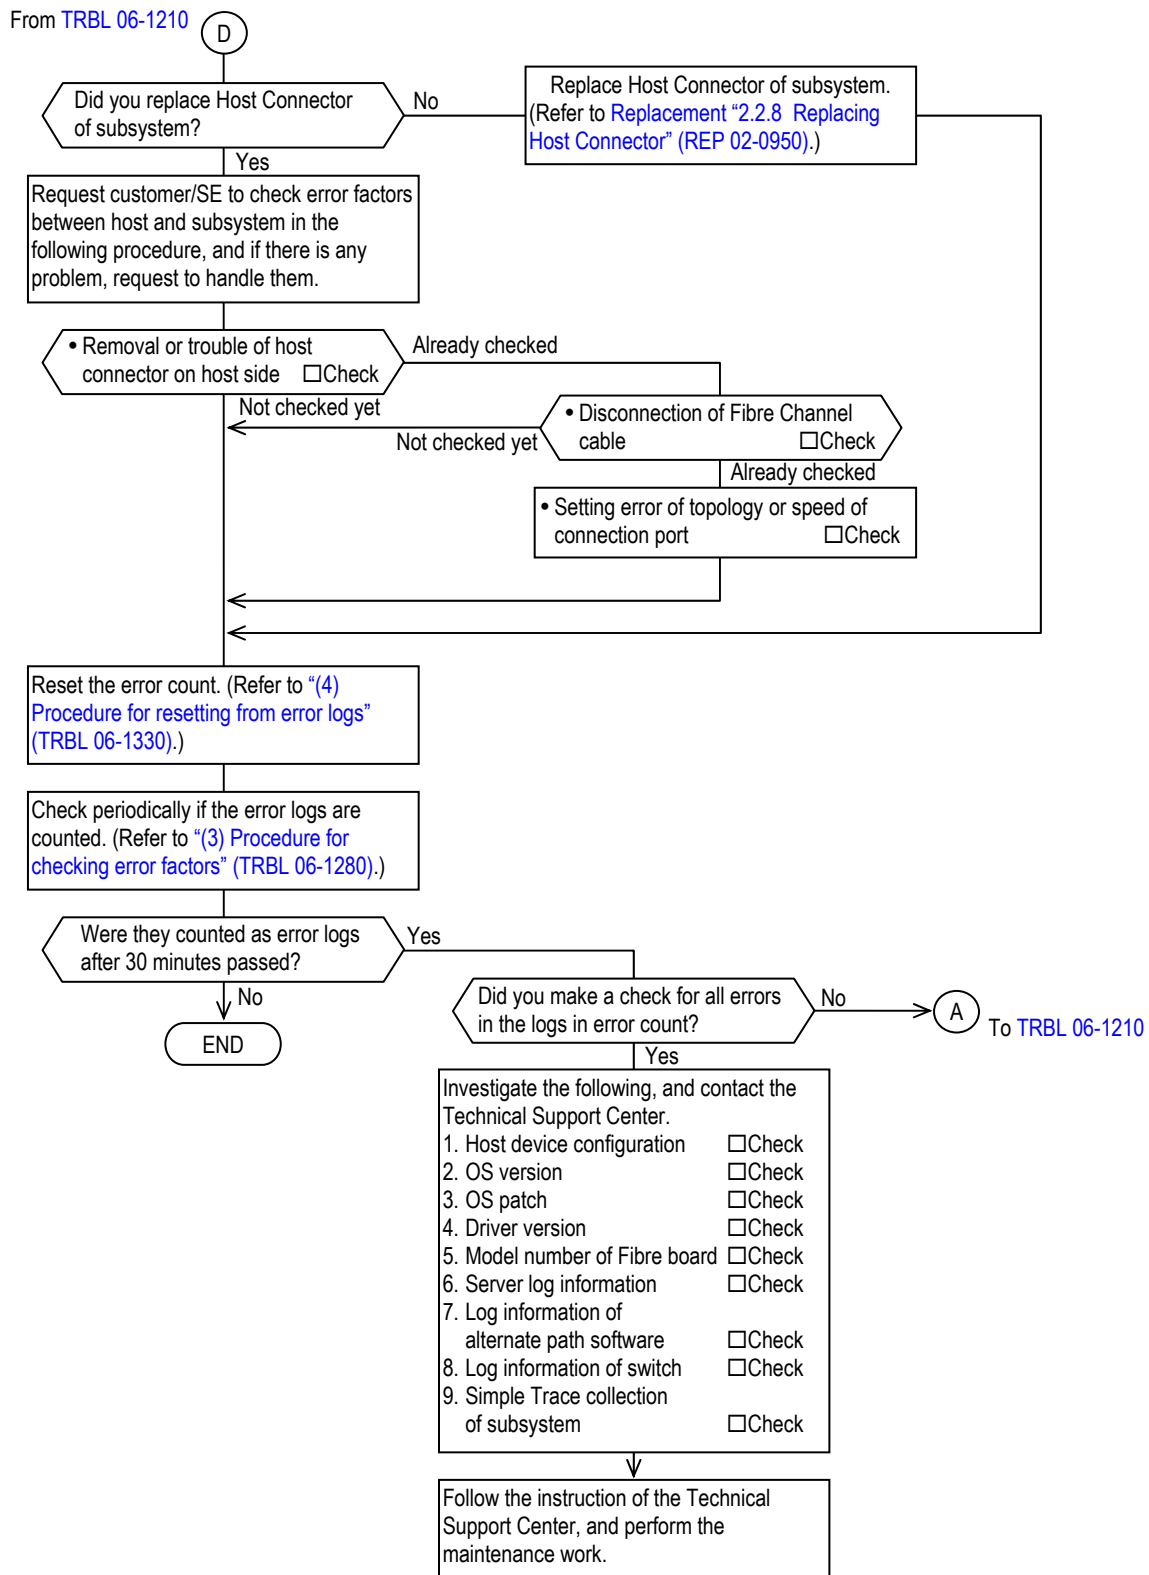 From TRBL 06-1210
D
Did you replace Host Connector
of subsystem?
No
Replace Host Connector of subsystem.
(Refer to Replacement “2.2.8 Replacing
Host Connector” (REP 02-0950).)
Yes
Request customer/SE to check error factors
between host and subsystem in the
following procedure, and if there is any
problem, request to handle them.
• Removal or trouble of host
connector on host side ☐Check
Already checked
Not checked yet
• Disconnection of Fibre Channel
cable ☐Check
Not checked yet
Already checked
• Setting error of topology or speed of
connection port ☐Check
Reset the error count. (Refer to “(4)
Procedure for resetting from error logs”
(TRBL 06-1330).)
Check periodically if the error logs are
counted. (Refer to “(3) Procedure for
checking error factors” (TRBL 06-1280).)
Were they counted as error logs
after 30 minutes passed?
Yes
No
END
Did you make a check for all errors
in the logs in error count?
No
A
To TRBL 06-1210
Yes
Investigate the following, and contact the
Technical Support Center.
1. Host device configuration ☐Check
2. OS version ☐Check
3. OS patch ☐Check
4. Driver version ☐Check
5. Model number of Fibre board ☐Check
6. Server log information ☐Check
7. Log information of
alternate path software ☐Check
8. Log information of switch ☐Check
9. Simple Trace collection
of subsystem ☐Check
Follow the instruction of the Technical
Support Center, and perform the
maintenance work.